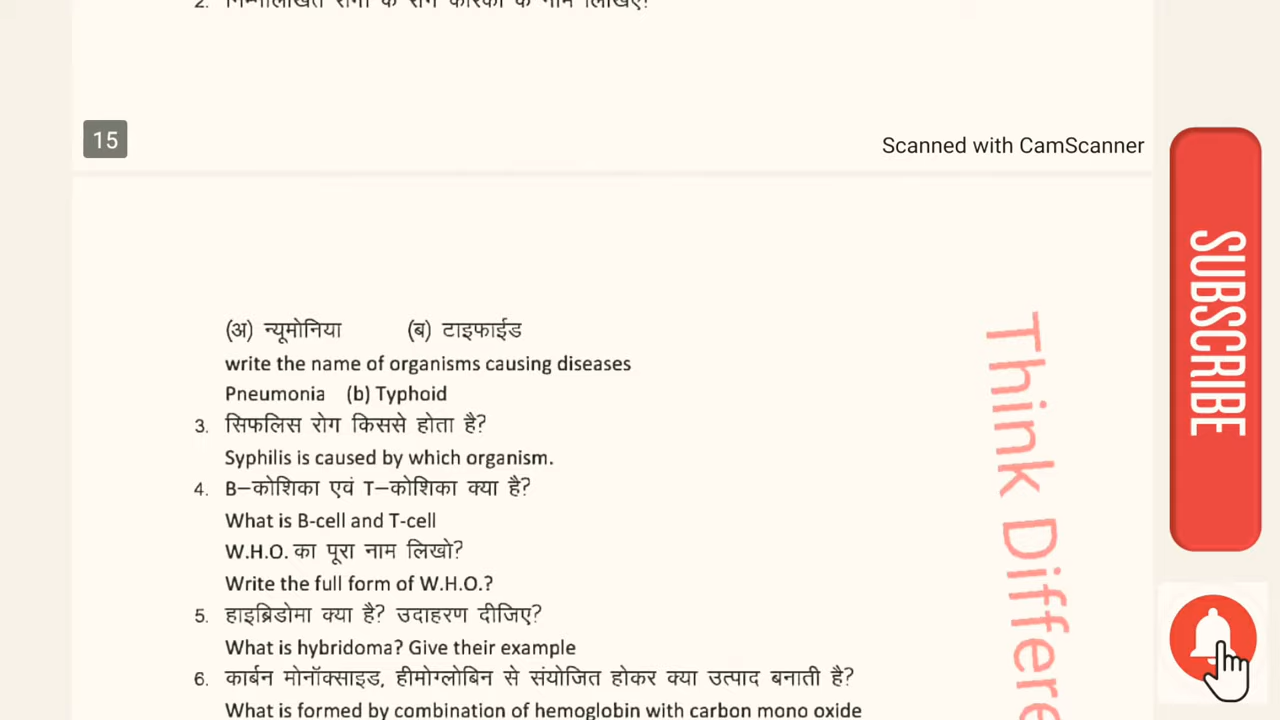 2. निम्नलिखित रोगों के रोग कारकों के नाम लिखिए?
15
Scanned with CamScanner
(अ) न्यूमोनिया (ब) टाइफाईड
write the name of organisms causing diseases
Pneumonia (b) Typhoid
3. सिफलिस रोग किससे होता है?
Syphilis is caused by which organism.
4. B–कोशिका एवं T–कोशिका क्या है?
What is B-cell and T-cell
W.H.O. का पूरा नाम लिखो?
Write the full form of W.H.O.?
5. हाइब्रिडोमा क्या है? उदाहरण दीजिए?
What is hybridoma? Give their example
6. कार्बन मोनॉक्साइड, हीमोग्लोबिन से संयोजित होकर क्या उत्पाद बनाती है?
What is formed by combination of hemoglobin with carbon mono oxide
Think Differe
SUBSCRIBE